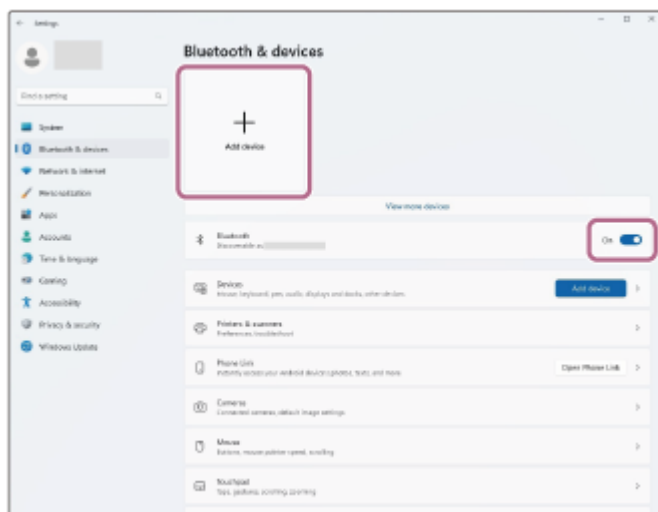 Settings
Bluetooth & devices
Add device
Find a setting
System
Bluetooth & devices
Network & internet
Personalization
Apps
Accounts
Time & language
Gaming
Accessibility
Privacy & security
Windows Update
View more devices
Bluetooth
Discoverable as
On
Devices
Mouse, keyboard, pen, audio, displays and docks, other devices
Add device
Printers & scanners
Preferences, troubleshoot
Phone Link
Instantly access your Android device's photos, texts, and more
Open Phone Link
Cameras
Connected cameras, default image settings
Mouse
Buttons, mouse pointer speed, scrolling
Touchpad
Taps, gestures, scrolling, zooming